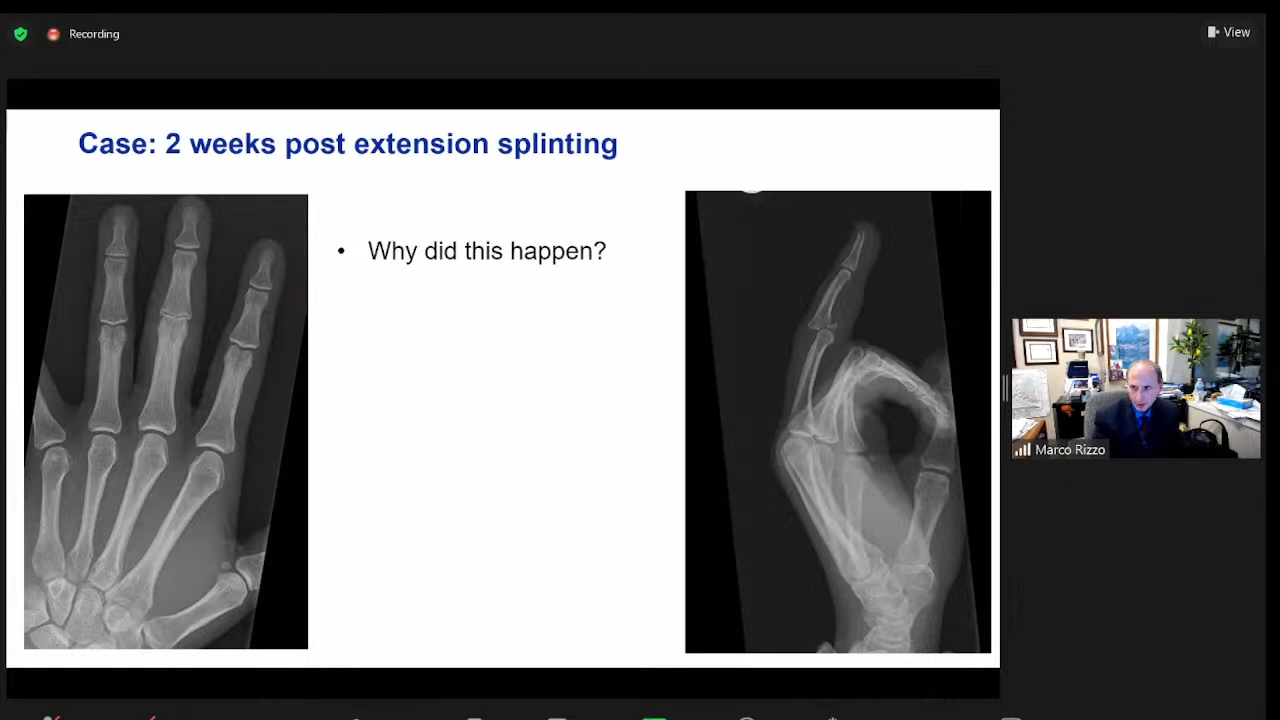 Recording
View
Case: 2 weeks post extension splinting
• Why did this happen?
Marco Rizzo